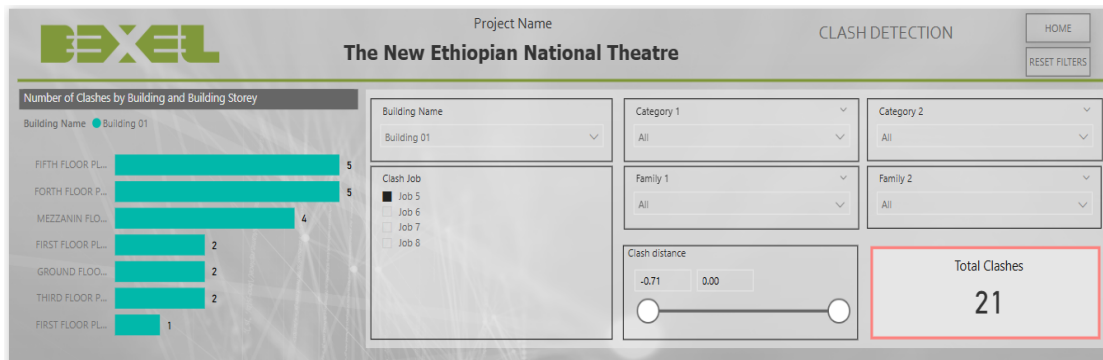 BEXEL
Project Name
The New Ethiopian National Theatre
CLASH DETECTION
HOME
RESET FILTERS
Number of Clashes by Building and Building Storey
Building Name Building 01
FIFTH FLOOR PL... 5
FORTH FLOOR P... 5
MEZZANIN FLO... 4
FIRST FLOOR PL... 2
GROUND FLOO... 2
THIRD FLOOR P... 2
FIRST FLOOR PL... 1
Building Name
Building 01
Clash Job
Job 5
Job 6
Job 7
Job 8
Category 1
All
Category 2
All
Family 1
All
Family 2
All
Clash distance
-0.71 0.00
Total Clashes
21